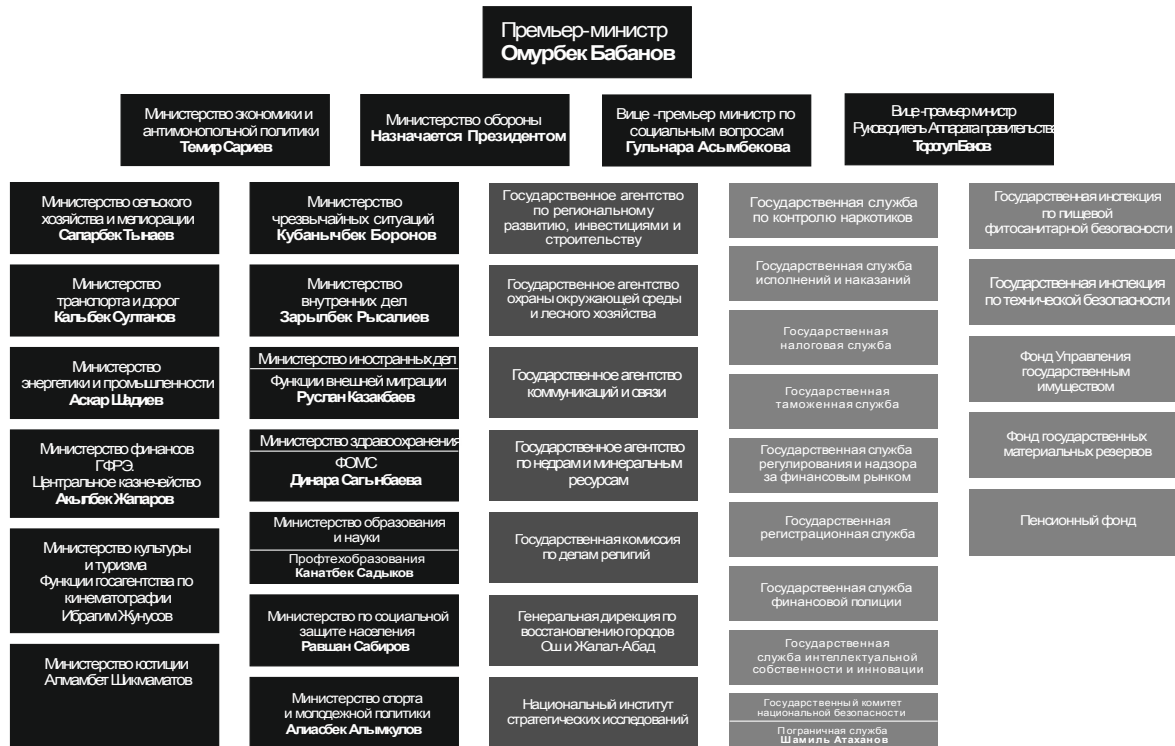 Премьер-министр
Омурбек Бабанов
Министерство экономики и
антимонопольной политики
Темир Сариев
Министерство обороны
Назначается Президентом
Вице -премьер министр по
социальным вопросам
Гульнара Асымбекова
Вице-премьер министр
Руководитель Аппарата правительства
Торогул Беков
Министерство сельского
хозяйства и мелиорации
Сапарбек Тынаев
Министерство
транспорта и дорог
Калыбек Султанов
Министерство
энергетики и промышленности
Аскар Шадиев
Министерство финансов
ГФРЭ.
Центральное казначейство
Акылбек Жапаров
Министерство культуры
и туризма
Функции госагентства по
кинематографии
Ибрагим Жунусов
Министерство юстиции
Алмамбет Шикмаматов
Министерство
чрезвычайных ситуаций
Кубанычбек Боронов
Министерство
внутренних дел
Зарылбек Рысалиев
Министерство иностранных дел
Функции внешней миграции
Руслан Казакбаев
Министерство здравоохранения
ФОМС
Динара Сагынбаева
Министерство образования
и науки
Профтехобразования
Канатбек Садыков
Министерство по социальной
защите населения
Равшан Сабиров
Министерство спорта
и молодежной политики
Алиасбек Алымкулов
Государственное агентство
по региональному
развитию, инвестициями и
строительству
Государственное агентство
охраны окружающей среды
и лесного хозяйства
Государственное агентство
коммуникаций и связи
Государственное агентство
по недрам и минеральным
ресурсам
Государственная комиссия
по делам религий
Генеральная дирекция по
восстановлению городов
Ош и Жалал-Абад
Национальный институт
стратегических исследований
Государственная служба
по контролю наркотиков
Государственная служба
исполнений и наказаний
Государственная
налоговая служба
Государственная
таможенная служба
Государственная служба
регулирования и надзора
за финансовым рынком
Государственная
регистрационная служба
Государственная служба
финансовой полиции
Государственная
служба интеллектуальной
собственности и инновации
Государственный комитет
национальной безопасности
Пограничная служба
Шамиль Атаханов
Государственная инспекция
по пищевой
фитосанитарной безопасности
Государственная инспекция
по технической безопасности
Фонд Управления
государственным
имуществом
Фонд государственных
материальных резервов
Пенсионный фонд